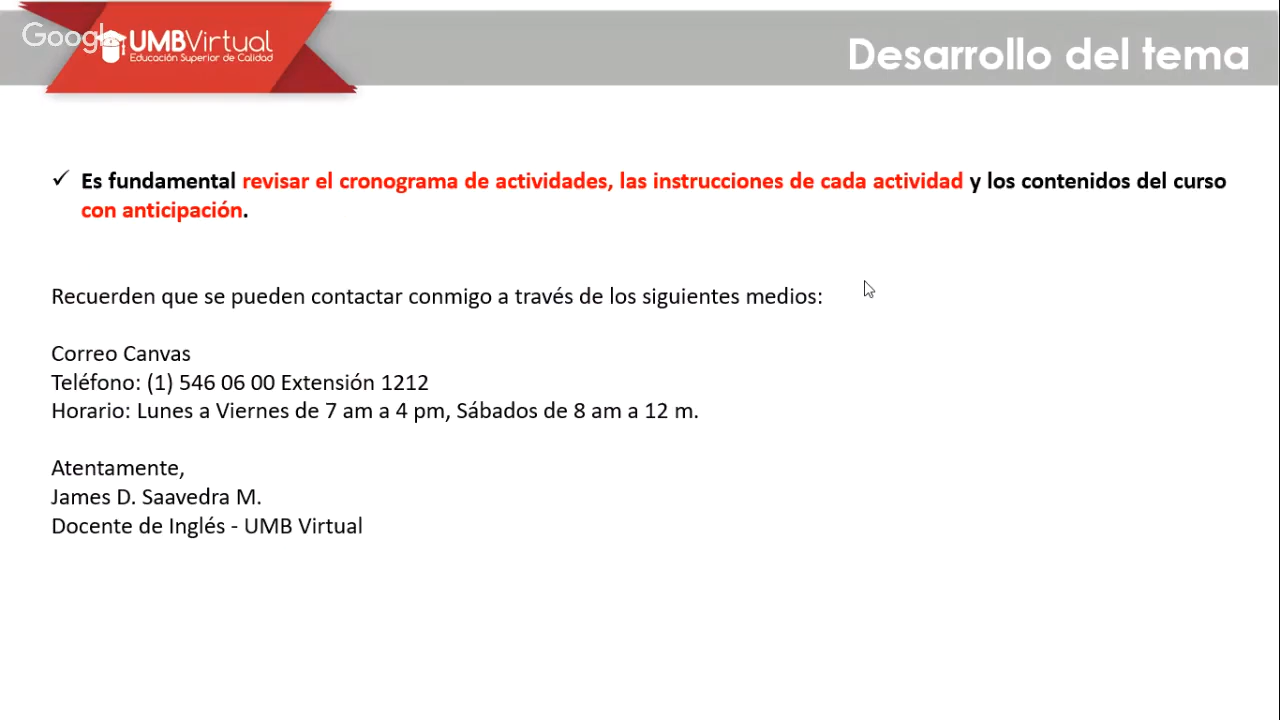 Google
UMBVirtual
Educación Superior de Calidad
Desarrollo del tema
✓ Es fundamental revisar el cronograma de actividades, las instrucciones de cada actividad y los contenidos del curso
con anticipación.
Recuerden que se pueden contactar conmigo a través de los siguientes medios:
Correo Canvas
Teléfono: (1) 546 06 00 Extensión 1212
Horario: Lunes a Viernes de 7 am a 4 pm, Sábados de 8 am a 12 m.
Atentamente,
James D. Saavedra M.
Docente de Inglés - UMB Virtual